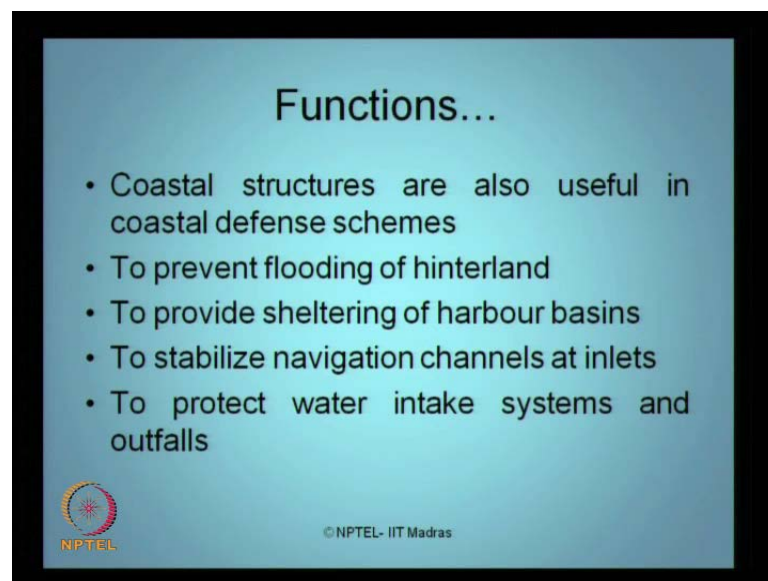 Functions...
• Coastal structures are also useful in
coastal defense schemes
• To prevent flooding of hinterland
• To provide sheltering of harbour basins
• To stabilize navigation channels at inlets
• To protect water intake systems and
outfalls
NPTEL
© NPTEL- IIT Madras